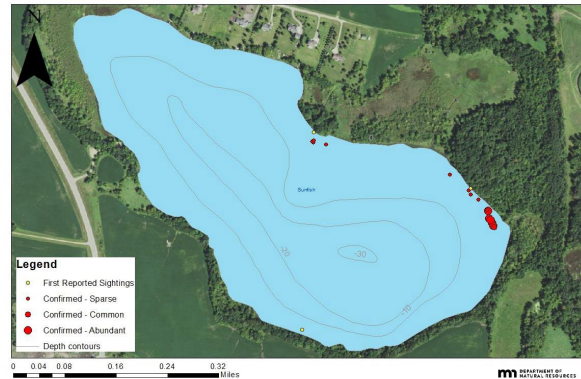 N
Sunfish
-20
-30
-10
Legend
First Reported Sightings
Confirmed - Sparse
Confirmed - Common
Confirmed - Abundant
Depth contours
0 0.04 0.08 0.16 0.24 0.32
Miles
DEPARTMENT OF
NATURAL RESOURCES